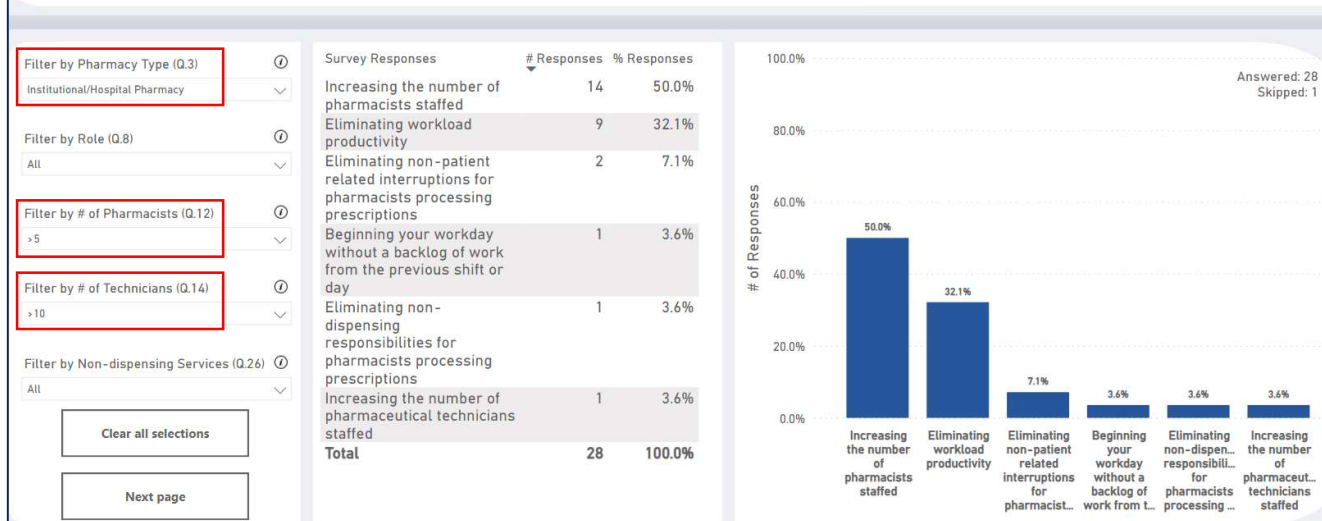 Filter by Pharmacy Type (Q.3)
Institutional/Hospital Pharmacy
Filter by Role (Q.8)
All
Filter by # of Pharmacists (Q.12)
>5
Filter by # of Technicians (Q.14)
>10
Filter by Non-dispensing Services (Q.26)
All
Clear all selections
Next page
Survey Responses # Responses % Responses
Increasing the number of 14 50.0%
pharmacists staffed
Eliminating workload 9 32.1%
productivity
Eliminating non-patient 2 7.1%
related interruptions for
pharmacists processing
prescriptions
Beginning your workday 1 3.6%
without a backlog of work
from the previous shift or
day
Eliminating non- 1 3.6%
dispensing
responsibilities for
pharmacists processing
prescriptions
Increasing the number of 1 3.6%
pharmaceutical technicians
staffed
Total 28 100.0%
Answered: 28
Skipped: 1
# of Responses
100.0%
80.0%
60.0%
40.0%
20.0%
0.0%
50.0%
32.1%
7.1%
3.6%
3.6%
3.6%
Increasing
the number
of
pharmacists
staffed
Eliminating
workload
productivity
Eliminating
non-patient
related
interruptions
for
pharmacist...
Beginning
your
workday
without a
backlog of
work from t...
Eliminating
non-dispen...
responsibili...
for
pharmacists
processing ...
Increasing
the number
of
pharmaceut...
technicians
staffed